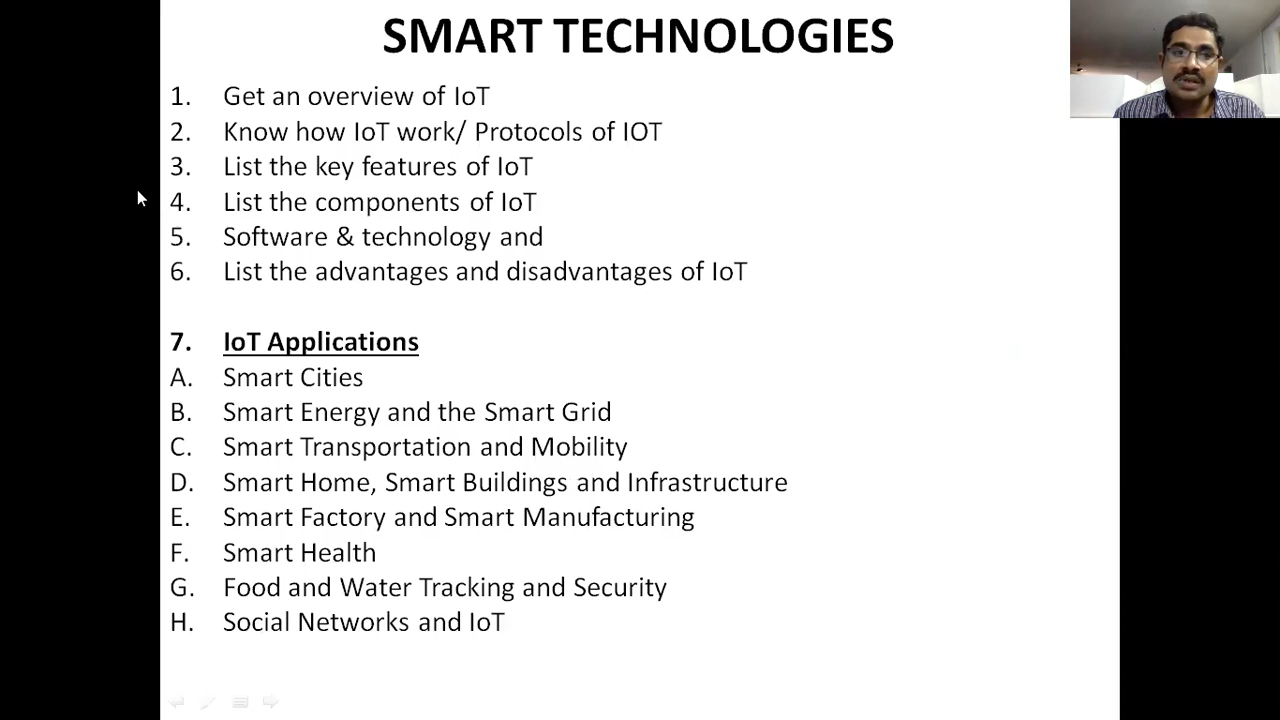 SMART TECHNOLOGIES
1. Get an overview of IoT
2. Know how IoT work/ Protocols of IOT
3. List the key features of IoT
4. List the components of IoT
5. Software & technology and
6. List the advantages and disadvantages of IoT
7. IoT Applications
A. Smart Cities
B. Smart Energy and the Smart Grid
C. Smart Transportation and Mobility
D. Smart Home, Smart Buildings and Infrastructure
E. Smart Factory and Smart Manufacturing
F. Smart Health
G. Food and Water Tracking and Security
H. Social Networks and IoT